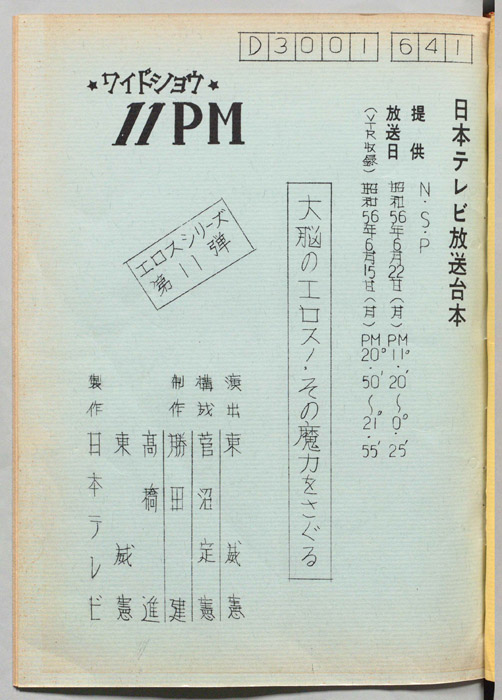 D3001 641
日本テレビ放送台本
提供 N・S・P
放送日 昭和56年6月22日(月) PM11°・20′～0°・25′
(VTR収録) 昭和56年6月15日(月) PM20°・50′～21°・55′
★ワイドショウ★
11PM
エロスシリーズ
第11弾
大脳のエロス!・その魔力をさぐる
演出 東 威憲
構成 菅沼定憲
制作 勝田 建
高橋 進
東 威憲
製作 日本テレビ